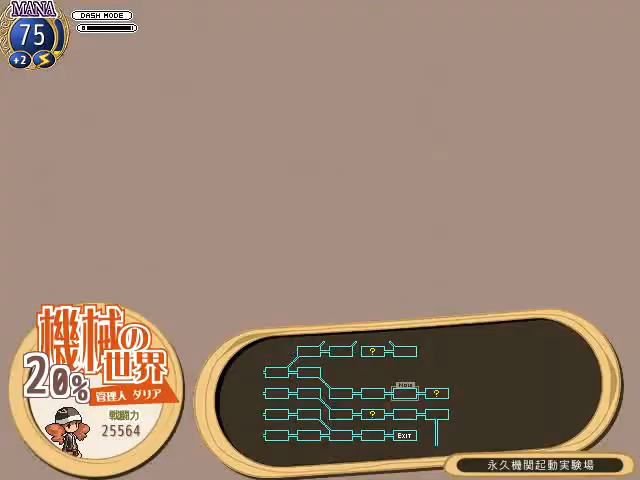 MANA
75
+2
DASH MODE
機械の
世界
20%
管理人 ダリア
戦闘力
25564
?
Now
?
?
EXIT
永久機関起動実験場